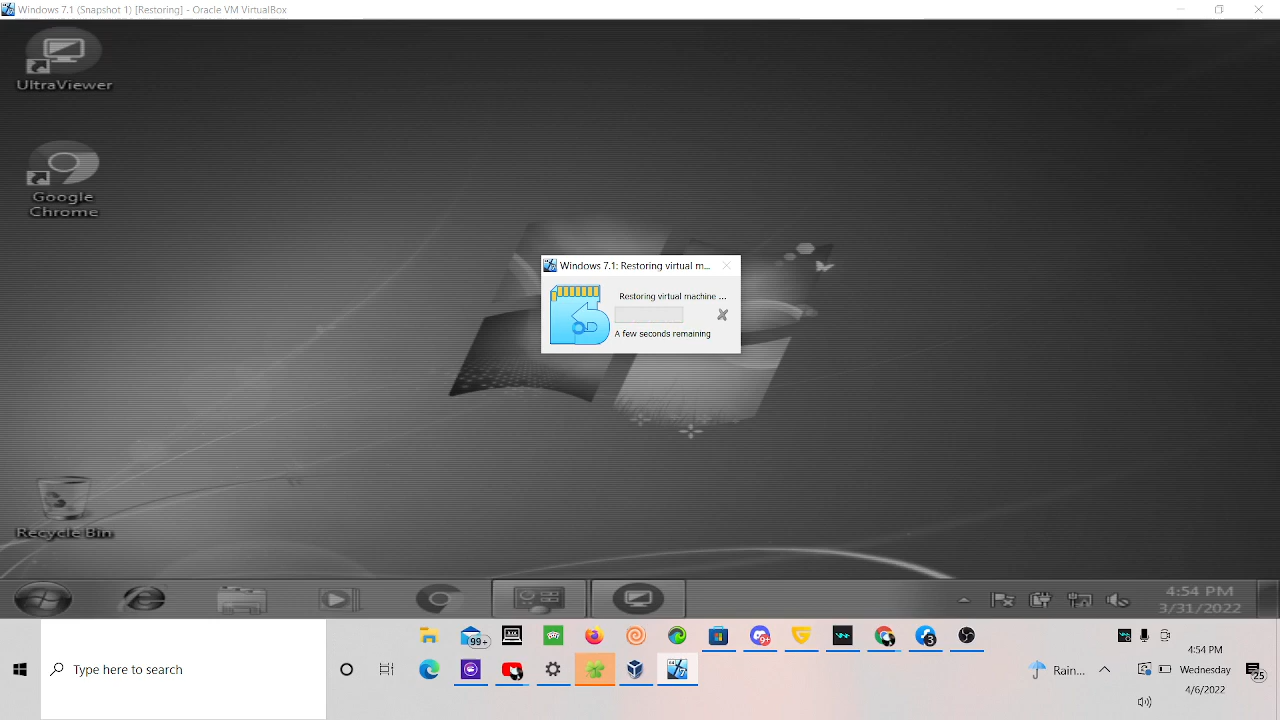 Windows 7.1 (Snapshot 1) [Restoring] - Oracle VM VirtualBox
UltraViewer
Google
Chrome
Windows 7.1: Restoring virtual m...
Restoring virtual machine ...
A few seconds remaining
Recycle Bin
4:54 PM
3/31/2022
99+
9+
3
Type here to search
Rain...
4:54 PM
Wednesday
4/6/2022
25